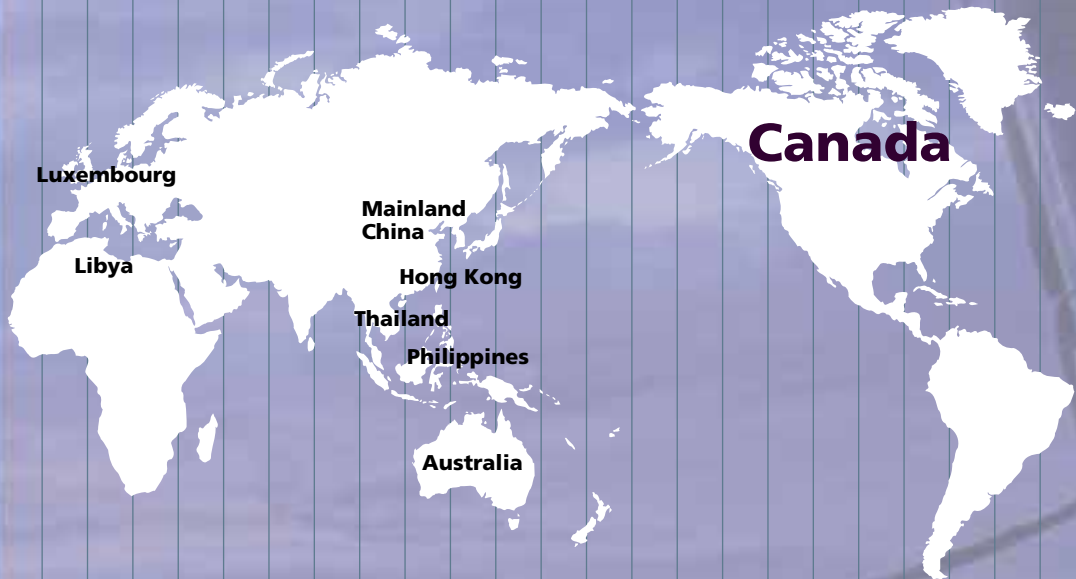 Canada
Luxembourg
Mainland
China
Libya
Hong Kong
Thailand
Philippines
Australia